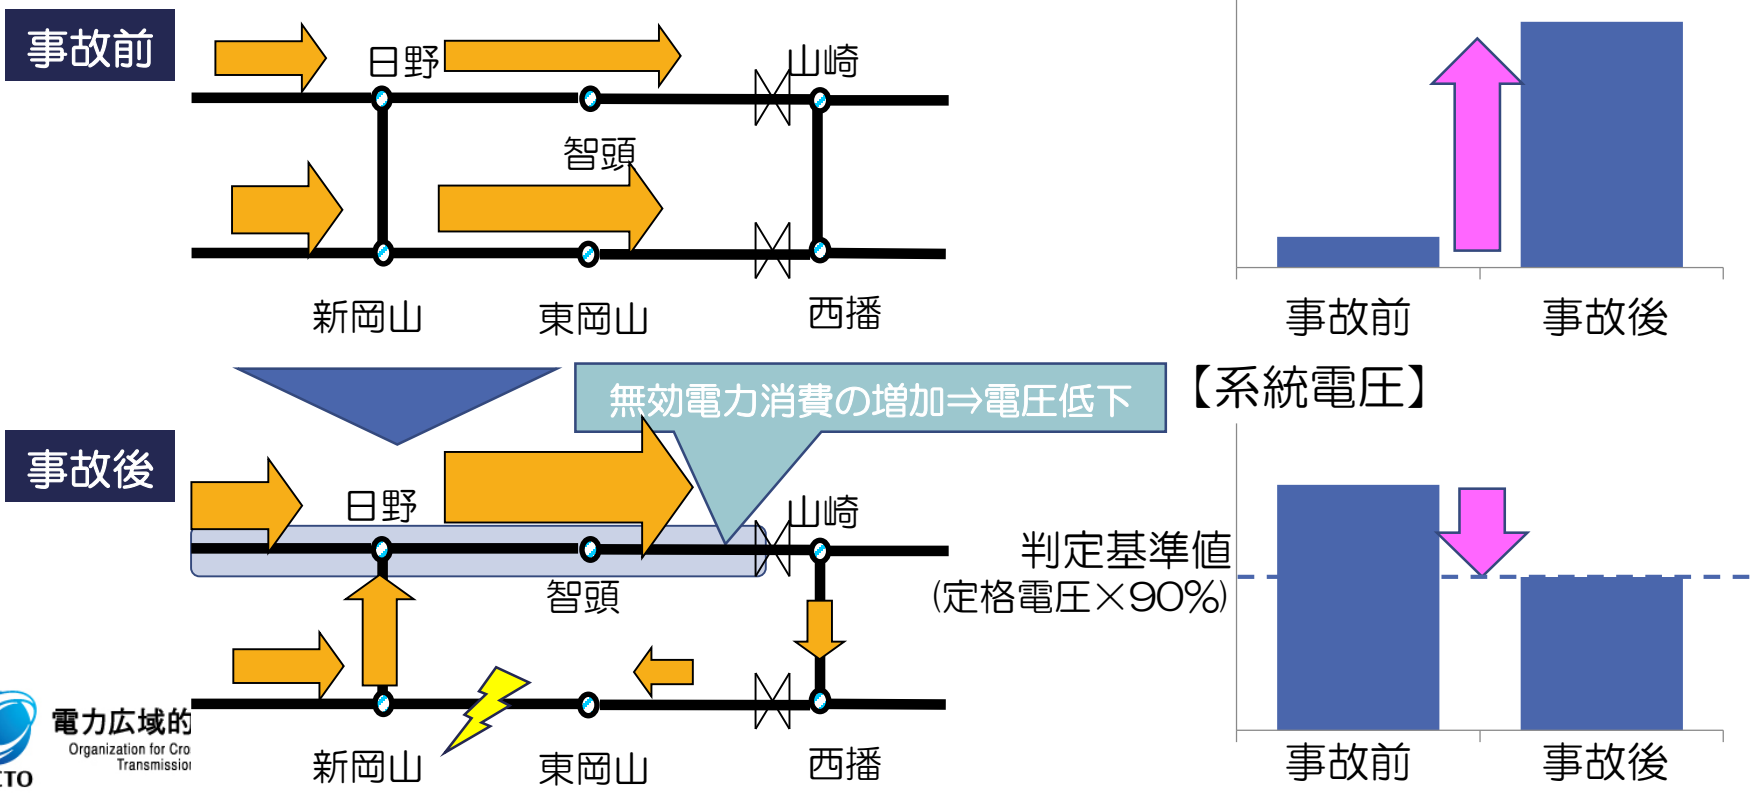 事故前
日野
山崎
智頭
新岡山
東岡山
西播
事故前
事故後
無効電力消費の増加⇒電圧低下
【系統電圧】
事故後
日野
山崎
智頭
判定基準値
(定格電圧×90%)
新岡山
東岡山
西播
事故前
事故後
電力広域的
Organization for Cro
Transmission
CTO